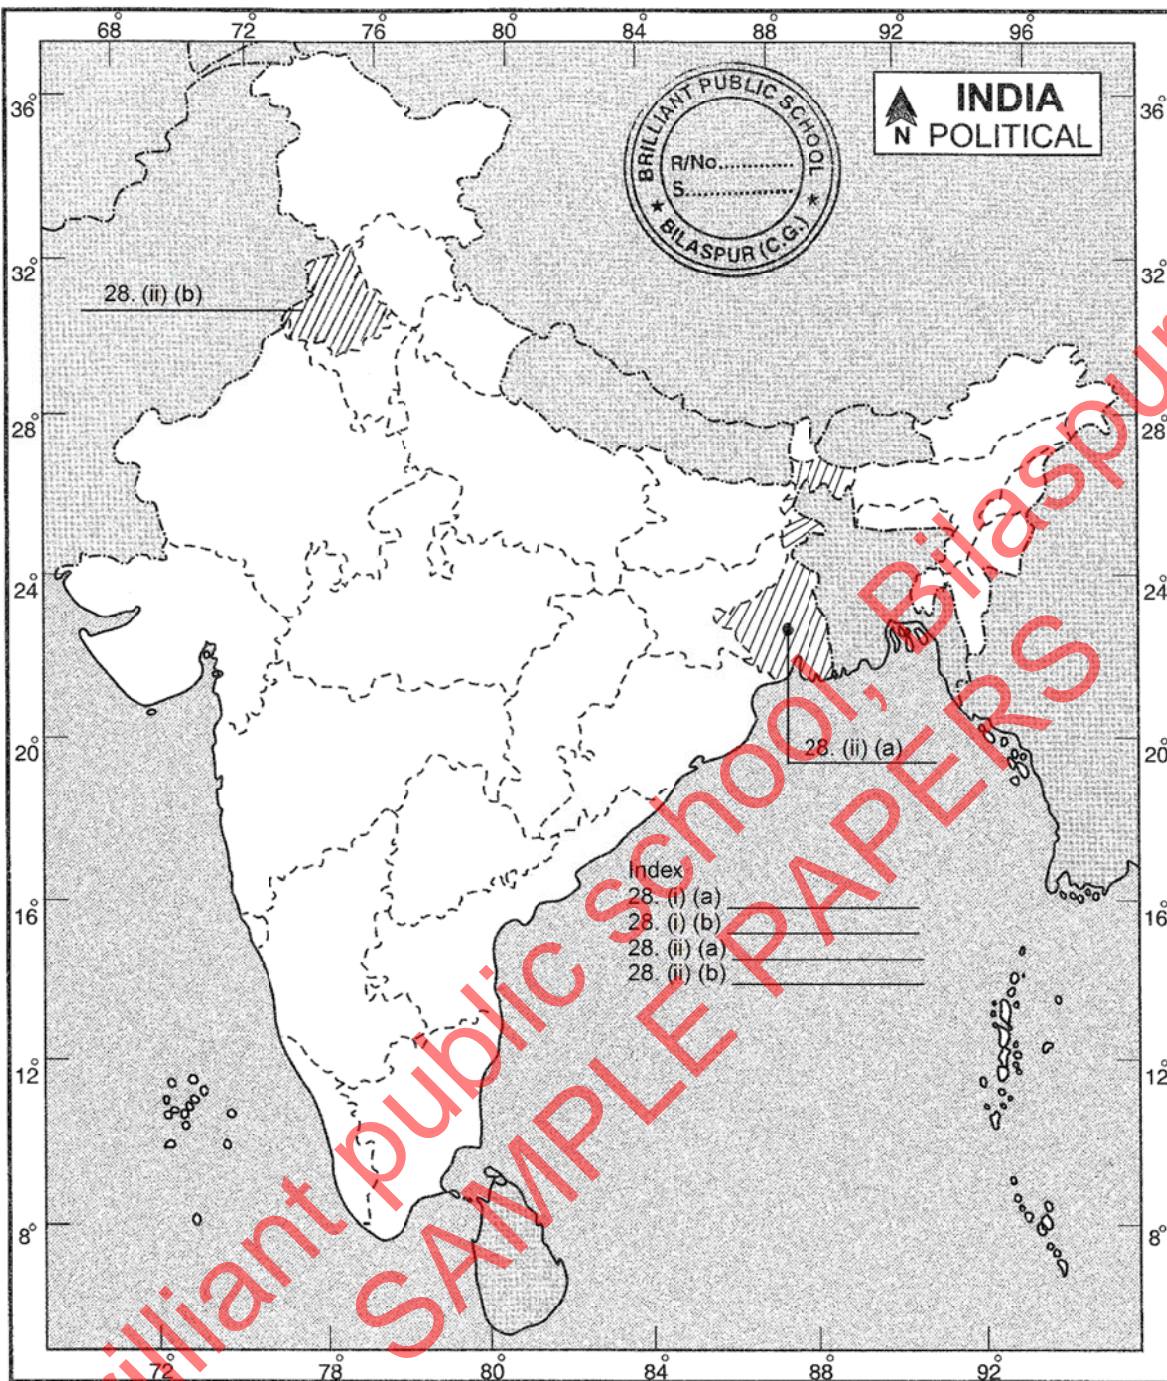 68° 72° 76° 80° 84° 88° 92° 96°
INDIA
POLITICAL
N
BRILLIANT PUBLIC SCHOOL
R/No.............
S..................
★ BILASPUR (C.G.) ★
36° 36°
32° 32°
28. (ii) (b)
28° 28°
24° 24°
20° 20°
28. (ii) (a)
Index
28. (i) (a)
28. (i) (b)
28. (ii) (a)
28. (ii) (b)
16° 16°
12° 12°
8° 8°
72° 78° 80° 84° 88° 92°
Brilliant public school, Bilaspur
SAMPLE PAPERS